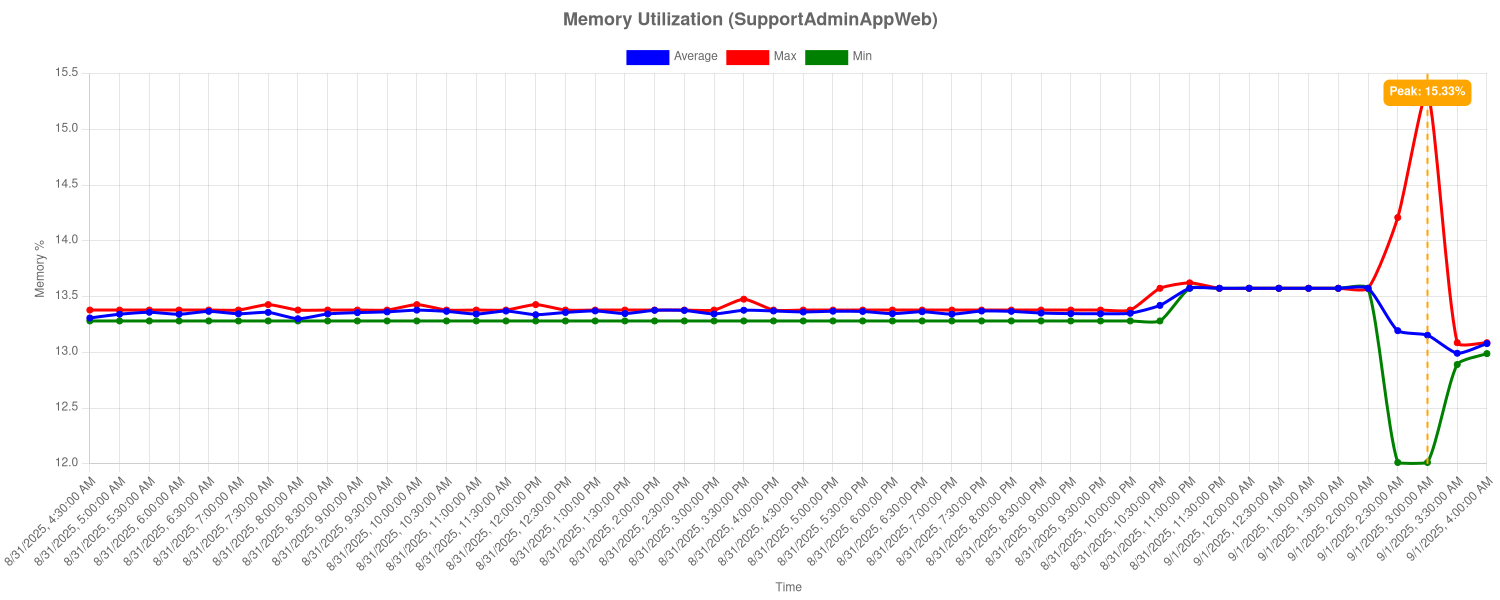 Memory Utilization (SupportAdminAppWeb)
Average Max Min
Peak: 15.33%
Memory %
15.5
15.0
14.5
14.0
13.5
13.0
12.5
12.0
8/31/2025, 4:30:00 AM
8/31/2025, 5:00:00 AM
8/31/2025, 5:30:00 AM
8/31/2025, 6:00:00 AM
8/31/2025, 6:30:00 AM
8/31/2025, 7:00:00 AM
8/31/2025, 7:30:00 AM
8/31/2025, 8:00:00 AM
8/31/2025, 8:30:00 AM
8/31/2025, 9:00:00 AM
8/31/2025, 9:30:00 AM
8/31/2025, 10:00:00 AM
8/31/2025, 10:30:00 AM
8/31/2025, 11:00:00 AM
8/31/2025, 11:30:00 AM
8/31/2025, 12:00:00 PM
8/31/2025, 12:30:00 PM
8/31/2025, 1:00:00 PM
8/31/2025, 1:30:00 PM
8/31/2025, 2:00:00 PM
8/31/2025, 2:30:00 PM
8/31/2025, 3:00:00 PM
8/31/2025, 3:30:00 PM
8/31/2025, 4:00:00 PM
8/31/2025, 4:30:00 PM
8/31/2025, 5:00:00 PM
8/31/2025, 5:30:00 PM
8/31/2025, 6:00:00 PM
8/31/2025, 6:30:00 PM
8/31/2025, 7:00:00 PM
8/31/2025, 7:30:00 PM
8/31/2025, 8:00:00 PM
8/31/2025, 8:30:00 PM
8/31/2025, 9:00:00 PM
8/31/2025, 9:30:00 PM
8/31/2025, 10:00:00 PM
8/31/2025, 10:30:00 PM
8/31/2025, 11:00:00 PM
8/31/2025, 11:30:00 PM
9/1/2025, 12:00:00 AM
9/1/2025, 12:30:00 AM
9/1/2025, 1:00:00 AM
9/1/2025, 1:30:00 AM
9/1/2025, 2:00:00 AM
9/1/2025, 2:30:00 AM
9/1/2025, 3:00:00 AM
9/1/2025, 3:30:00 AM
9/1/2025, 4:00:00 AM
Time